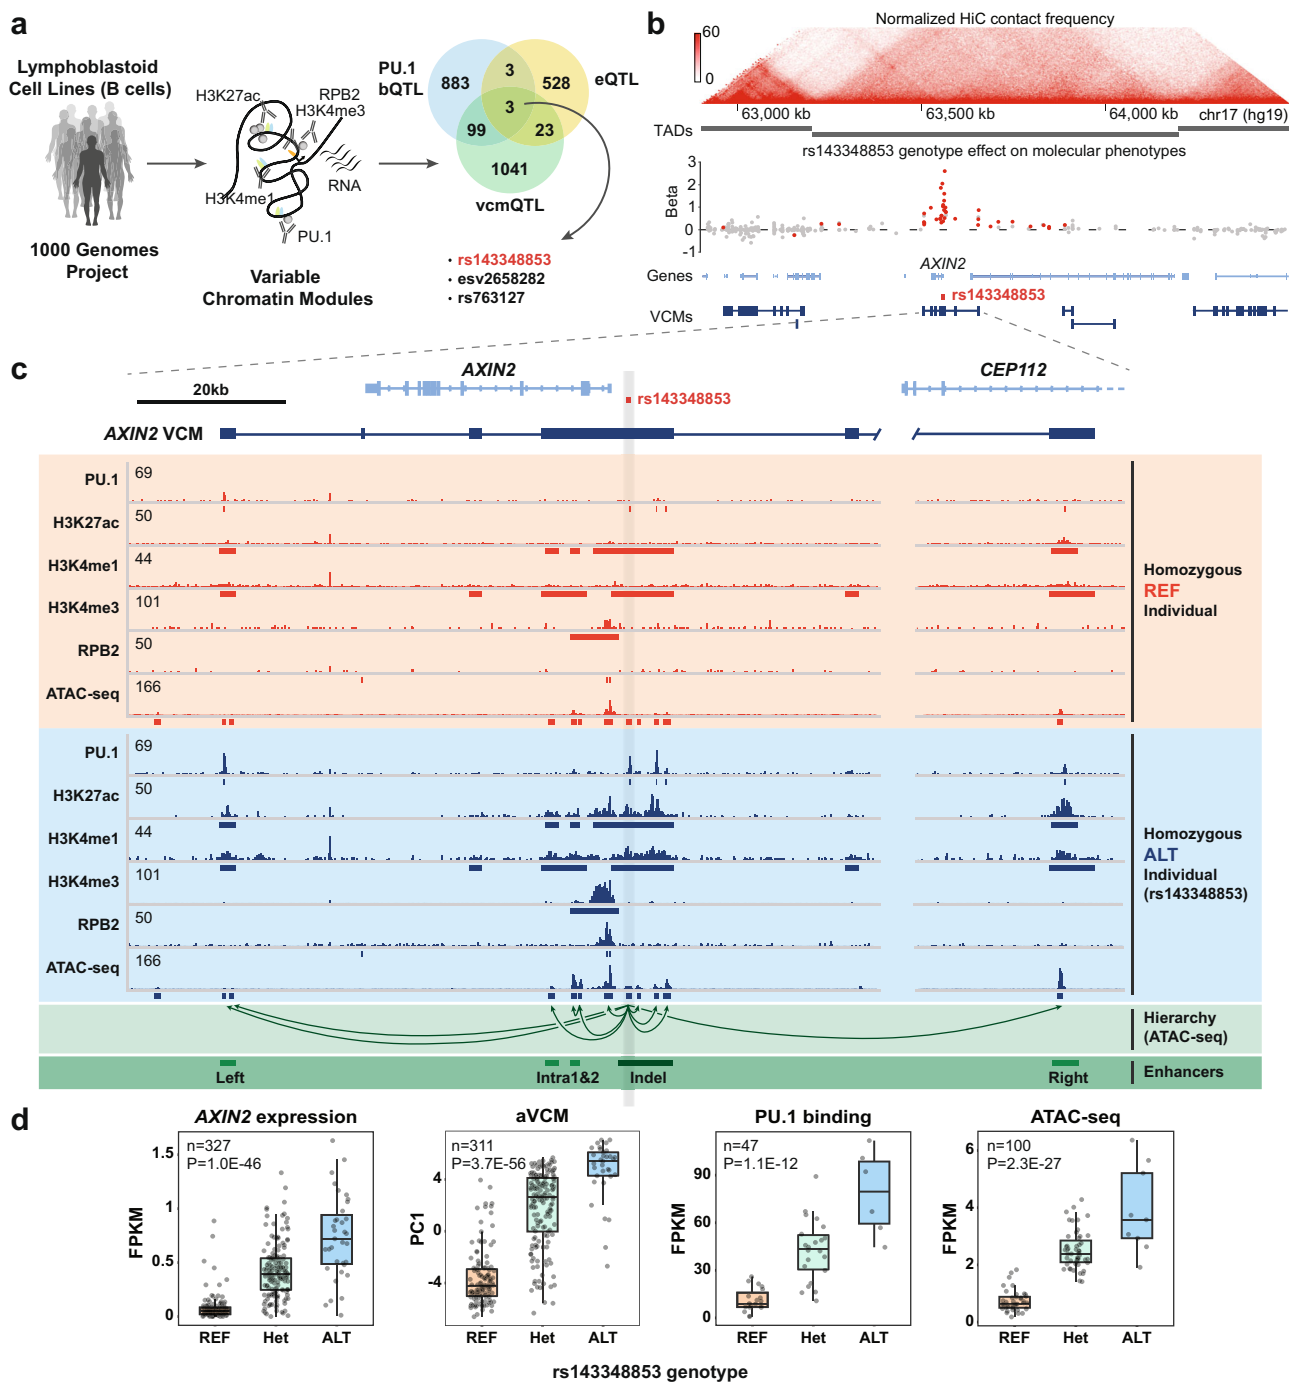 a
Lymphoblastoid
Cell Lines (B cells)
1000 Genomes
Project
H3K27ac
RPB2
H3K4me3
H3K4me1
RNA
PU.1
Variable
Chromatin Modules
PU.1
bQTL
883
3
528
eQTL
3
99
23
1041
vcmQTL
• rs143348853
• esv2658282
• rs763127
b
Normalized HiC contact frequency
60
0
63,000 kb
63,500 kb
64,000 kb
chr17 (hg19)
TADs
rs143348853 genotype effect on molecular phenotypes
Beta
3
2
1
0
-1
AXIN2
Genes
rs143348853
VCMs
c
20kb
AXIN2
CEP112
rs143348853
AXIN2 VCM
PU.1
69
H3K27ac
50
H3K4me1
44
H3K4me3
101
RPB2
50
ATAC-seq
166
Homozygous
REF
Individual
PU.1
69
H3K27ac
50
H3K4me1
44
H3K4me3
101
RPB2
50
ATAC-seq
166
Homozygous
ALT
Individual
(rs143348853)
Hierarchy
(ATAC-seq)
Left
Intra1&2
Indel
Right
Enhancers
d
AXIN2 expression
n=327
P=1.0E-46
FPKM
1.5
1
0.5
0
REF
Het
ALT
aVCM
n=311
P=3.7E-56
PC1
4
0
-4
REF
Het
ALT
PU.1 binding
n=47
P=1.1E-12
FPKM
90
60
30
0
REF
Het
ALT
ATAC-seq
n=100
P=2.3E-27
FPKM
6
4
2
0
REF
Het
ALT
rs143348853 genotype